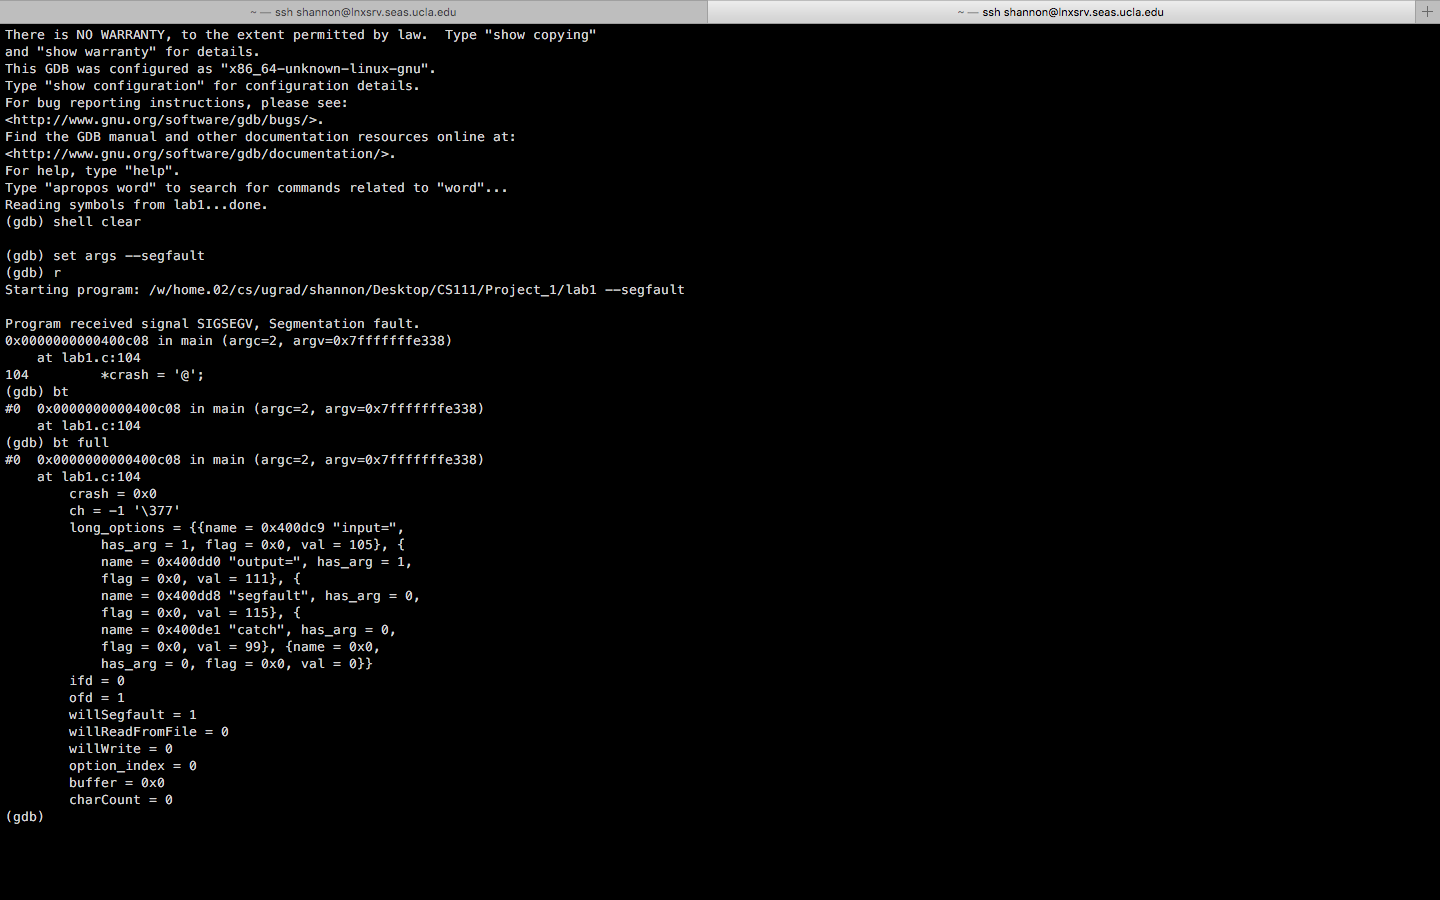 ~ — ssh shannon@lnxsrv.seas.ucla.edu
~ — ssh shannon@lnxsrv.seas.ucla.edu
+
There is NO WARRANTY, to the extent permitted by law.  Type "show copying"
and "show warranty" for details.
This GDB was configured as "x86_64-unknown-linux-gnu".
Type "show configuration" for configuration details.
For bug reporting instructions, please see:
<http://www.gnu.org/software/gdb/bugs/>.
Find the GDB manual and other documentation resources online at:
<http://www.gnu.org/software/gdb/documentation/>.
For help, type "help".
Type "apropos word" to search for commands related to "word"...
Reading symbols from lab1...done.
(gdb) shell clear

(gdb) set args --segfault
(gdb) r
Starting program: /w/home.02/cs/ugrad/shannon/Desktop/CS111/Project_1/lab1 --segfault

Program received signal SIGSEGV, Segmentation fault.
0x0000000000400c08 in main (argc=2, argv=0x7fffffffe338)
    at lab1.c:104
104         *crash = '@';
(gdb) bt
#0  0x0000000000400c08 in main (argc=2, argv=0x7fffffffe338)
    at lab1.c:104
(gdb) bt full
#0  0x0000000000400c08 in main (argc=2, argv=0x7fffffffe338)
    at lab1.c:104
        crash = 0x0
        ch = -1 '\377'
        long_options = {{name = 0x400dc9 "input=",
            has_arg = 1, flag = 0x0, val = 105}, {
            name = 0x400dd0 "output=", has_arg = 1,
            flag = 0x0, val = 111}, {
            name = 0x400dd8 "segfault", has_arg = 0,
            flag = 0x0, val = 115}, {
            name = 0x400de1 "catch", has_arg = 0,
            flag = 0x0, val = 99}, {name = 0x0,
            has_arg = 0, flag = 0x0, val = 0}}
        ifd = 0
        ofd = 1
        willSegfault = 1
        willReadFromFile = 0
        willWrite = 0
        option_index = 0
        buffer = 0x0
        charCount = 0
(gdb)